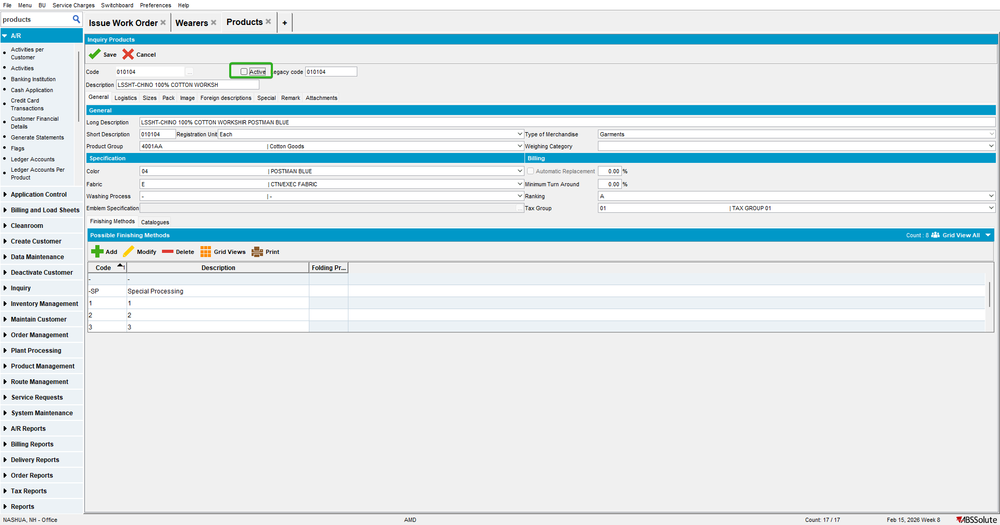 File Menu BU Service Charges Switchboard Preferences Help
products
A/R
Activities per
Customer
Activities
Banking Institution
Cash Application
Credit Card
Transactions
Customer Financial
Details
Generate Statements
Flags
Ledger Accounts
Ledger Accounts Per
Product
Application Control
Billing and Load Sheets
Cleanroom
Create Customer
Data Maintenance
Deactivate Customer
Inquiry
Inventory Management
Maintain Customer
Order Management
Plant Processing
Product Management
Route Management
Service Requests
System Maintenance
A/R Reports
Billing Reports
Delivery Reports
Order Reports
Tax Reports
Reports
Issue Work Order Wearers Products +
Inquiry Products
Save Cancel
Code 010104 ... Active egacy code 010104
Description LSSHT-CHINO 100% COTTON WORKSH
General Logistics Sizes Pack Image Foreign descriptions Special Remark Attachments
General
Long Description LSSHT-CHINO 100% COTTON WORKSHIR POSTMAN BLUE
Short Description 010104 Registration Unit Each Type of Merchandise Garments
Product Group 4001AA | Cotton Goods Weighing Category
Specification Billing
Color 04 | POSTMAN BLUE Automatic Replacement 0.00 %
Fabric E | CTN/EXEC FABRIC Minimum Turn Around 0.00 %
Washing Process - | - Ranking A
Emblem Specification ... Tax Group 01 | TAX GROUP 01
Finishing Methods Catalogues
Possible Finishing Methods Count : 8 Grid View All
Add Modify Delete Grid Views Print
Code 1 Description Folding Pr...
- -
-SP Special Processing
1 1
2 2
3 3
NASHUA, NH - Office AMD Count: 17 / 17 Feb 15, 2026 Week 8 ABSSolute